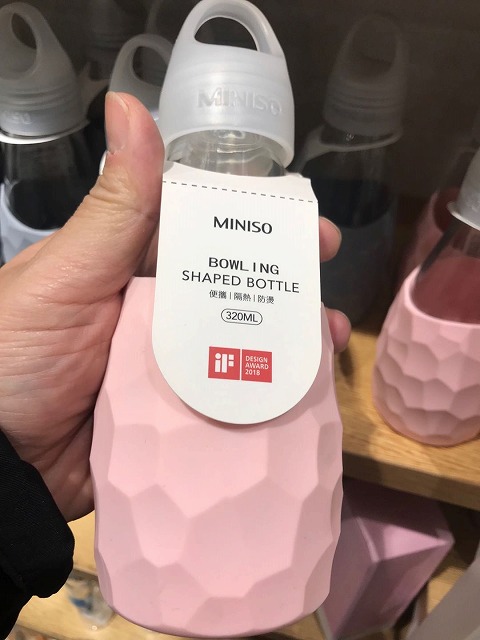 MINISO
MINISO
BOWLING
SHAPED BOTTLE
便攜 | 隔熱 | 防燙
320ML
iF
DESIGN
AWARD
2018